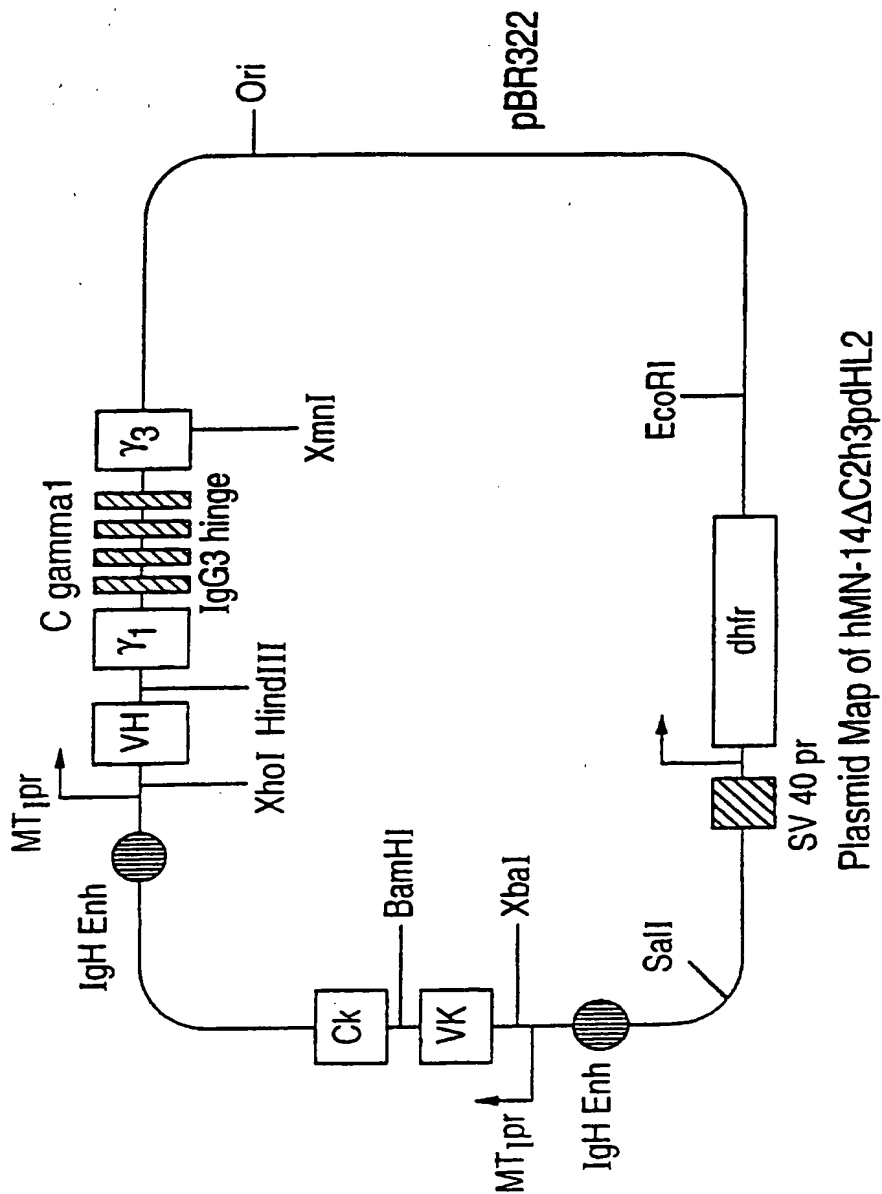 MT₁pr
C gamma1
IgH Enh
VH
γ₁
γ₃
IgG3 hinge
XhoI HindIII
XmnI
Ori
pBR322
Ck
BamHI
VK
XbaI
MT₁pr
IgH Enh
SalI
SV 40 pr
dhfr
EcoRI
Plasmid Map of hMN-14ΔC2h3pdHL2